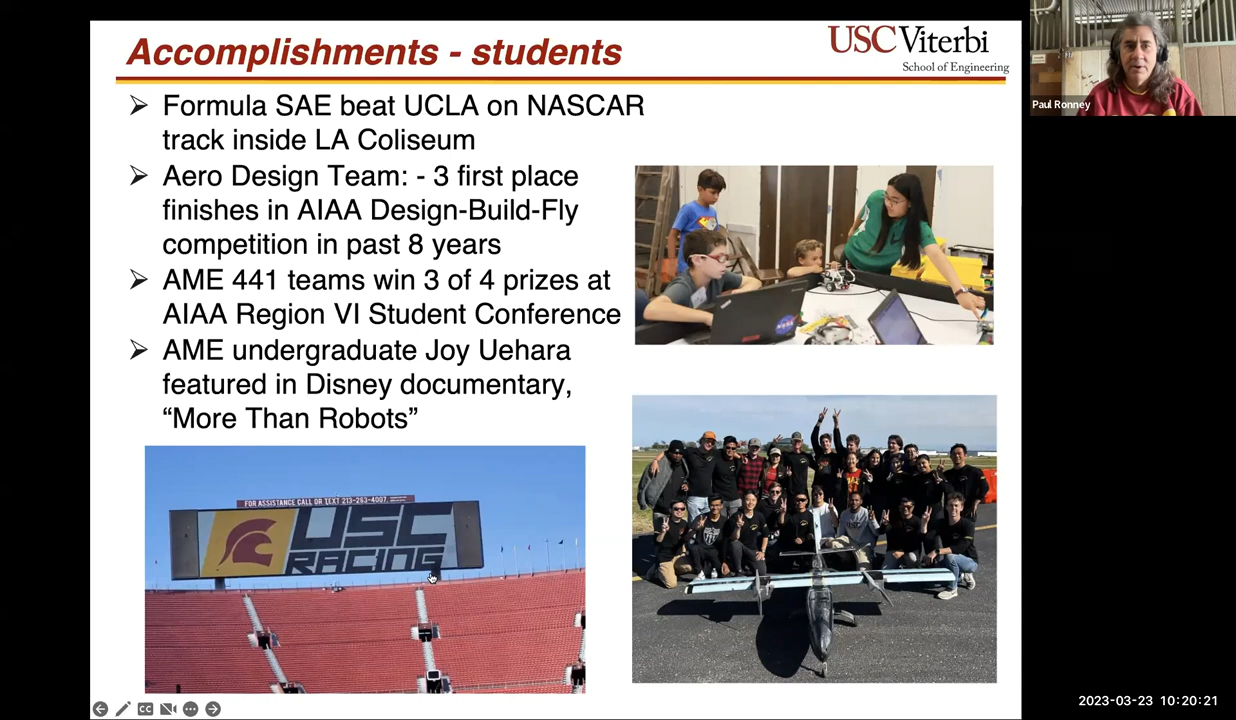 Accomplishments - students
USC Viterbi
School of Engineering
Paul Ronney
➢ Formula SAE beat UCLA on NASCAR
track inside LA Coliseum
➢ Aero Design Team: - 3 first place
finishes in AIAA Design-Build-Fly
competition in past 8 years
➢ AME 441 teams win 3 of 4 prizes at
AIAA Region VI Student Conference
➢ AME undergraduate Joy Uehara
featured in Disney documentary,
“More Than Robots”
NASA
FOR ASSISTANCE CALL OR TEXT 213-263-4007.
USC
RACING
CC
2023-03-23 10:20:21